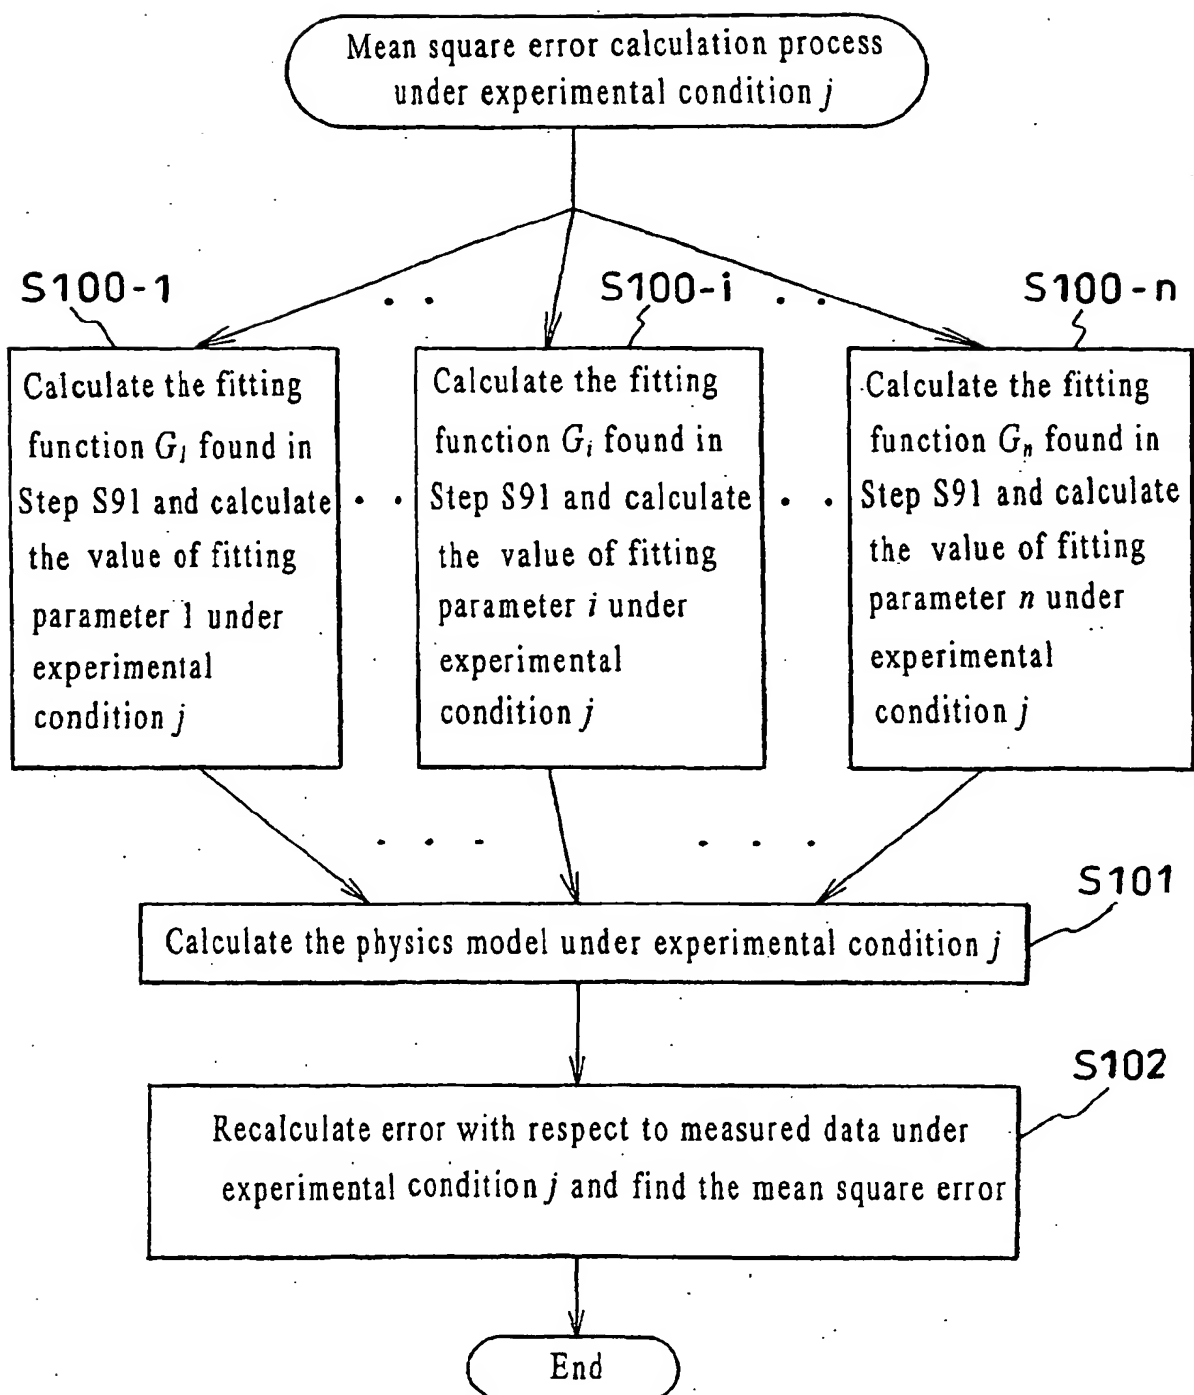 Mean square error calculation process
under experimental condition j
S100-1
S100-i
S100-n
Calculate the fitting
function G1 found in
Step S91 and calculate
the value of fitting
parameter 1 under
experimental
condition j
Calculate the fitting
function Gi found in
Step S91 and calculate
the value of fitting
parameter i under
experimental
condition j
Calculate the fitting
function Gn found in
Step S91 and calculate
the value of fitting
parameter n under
experimental
condition j
S101
Calculate the physics model under experimental condition j
S102
Recalculate error with respect to measured data under
experimental condition j and find the mean square error
End